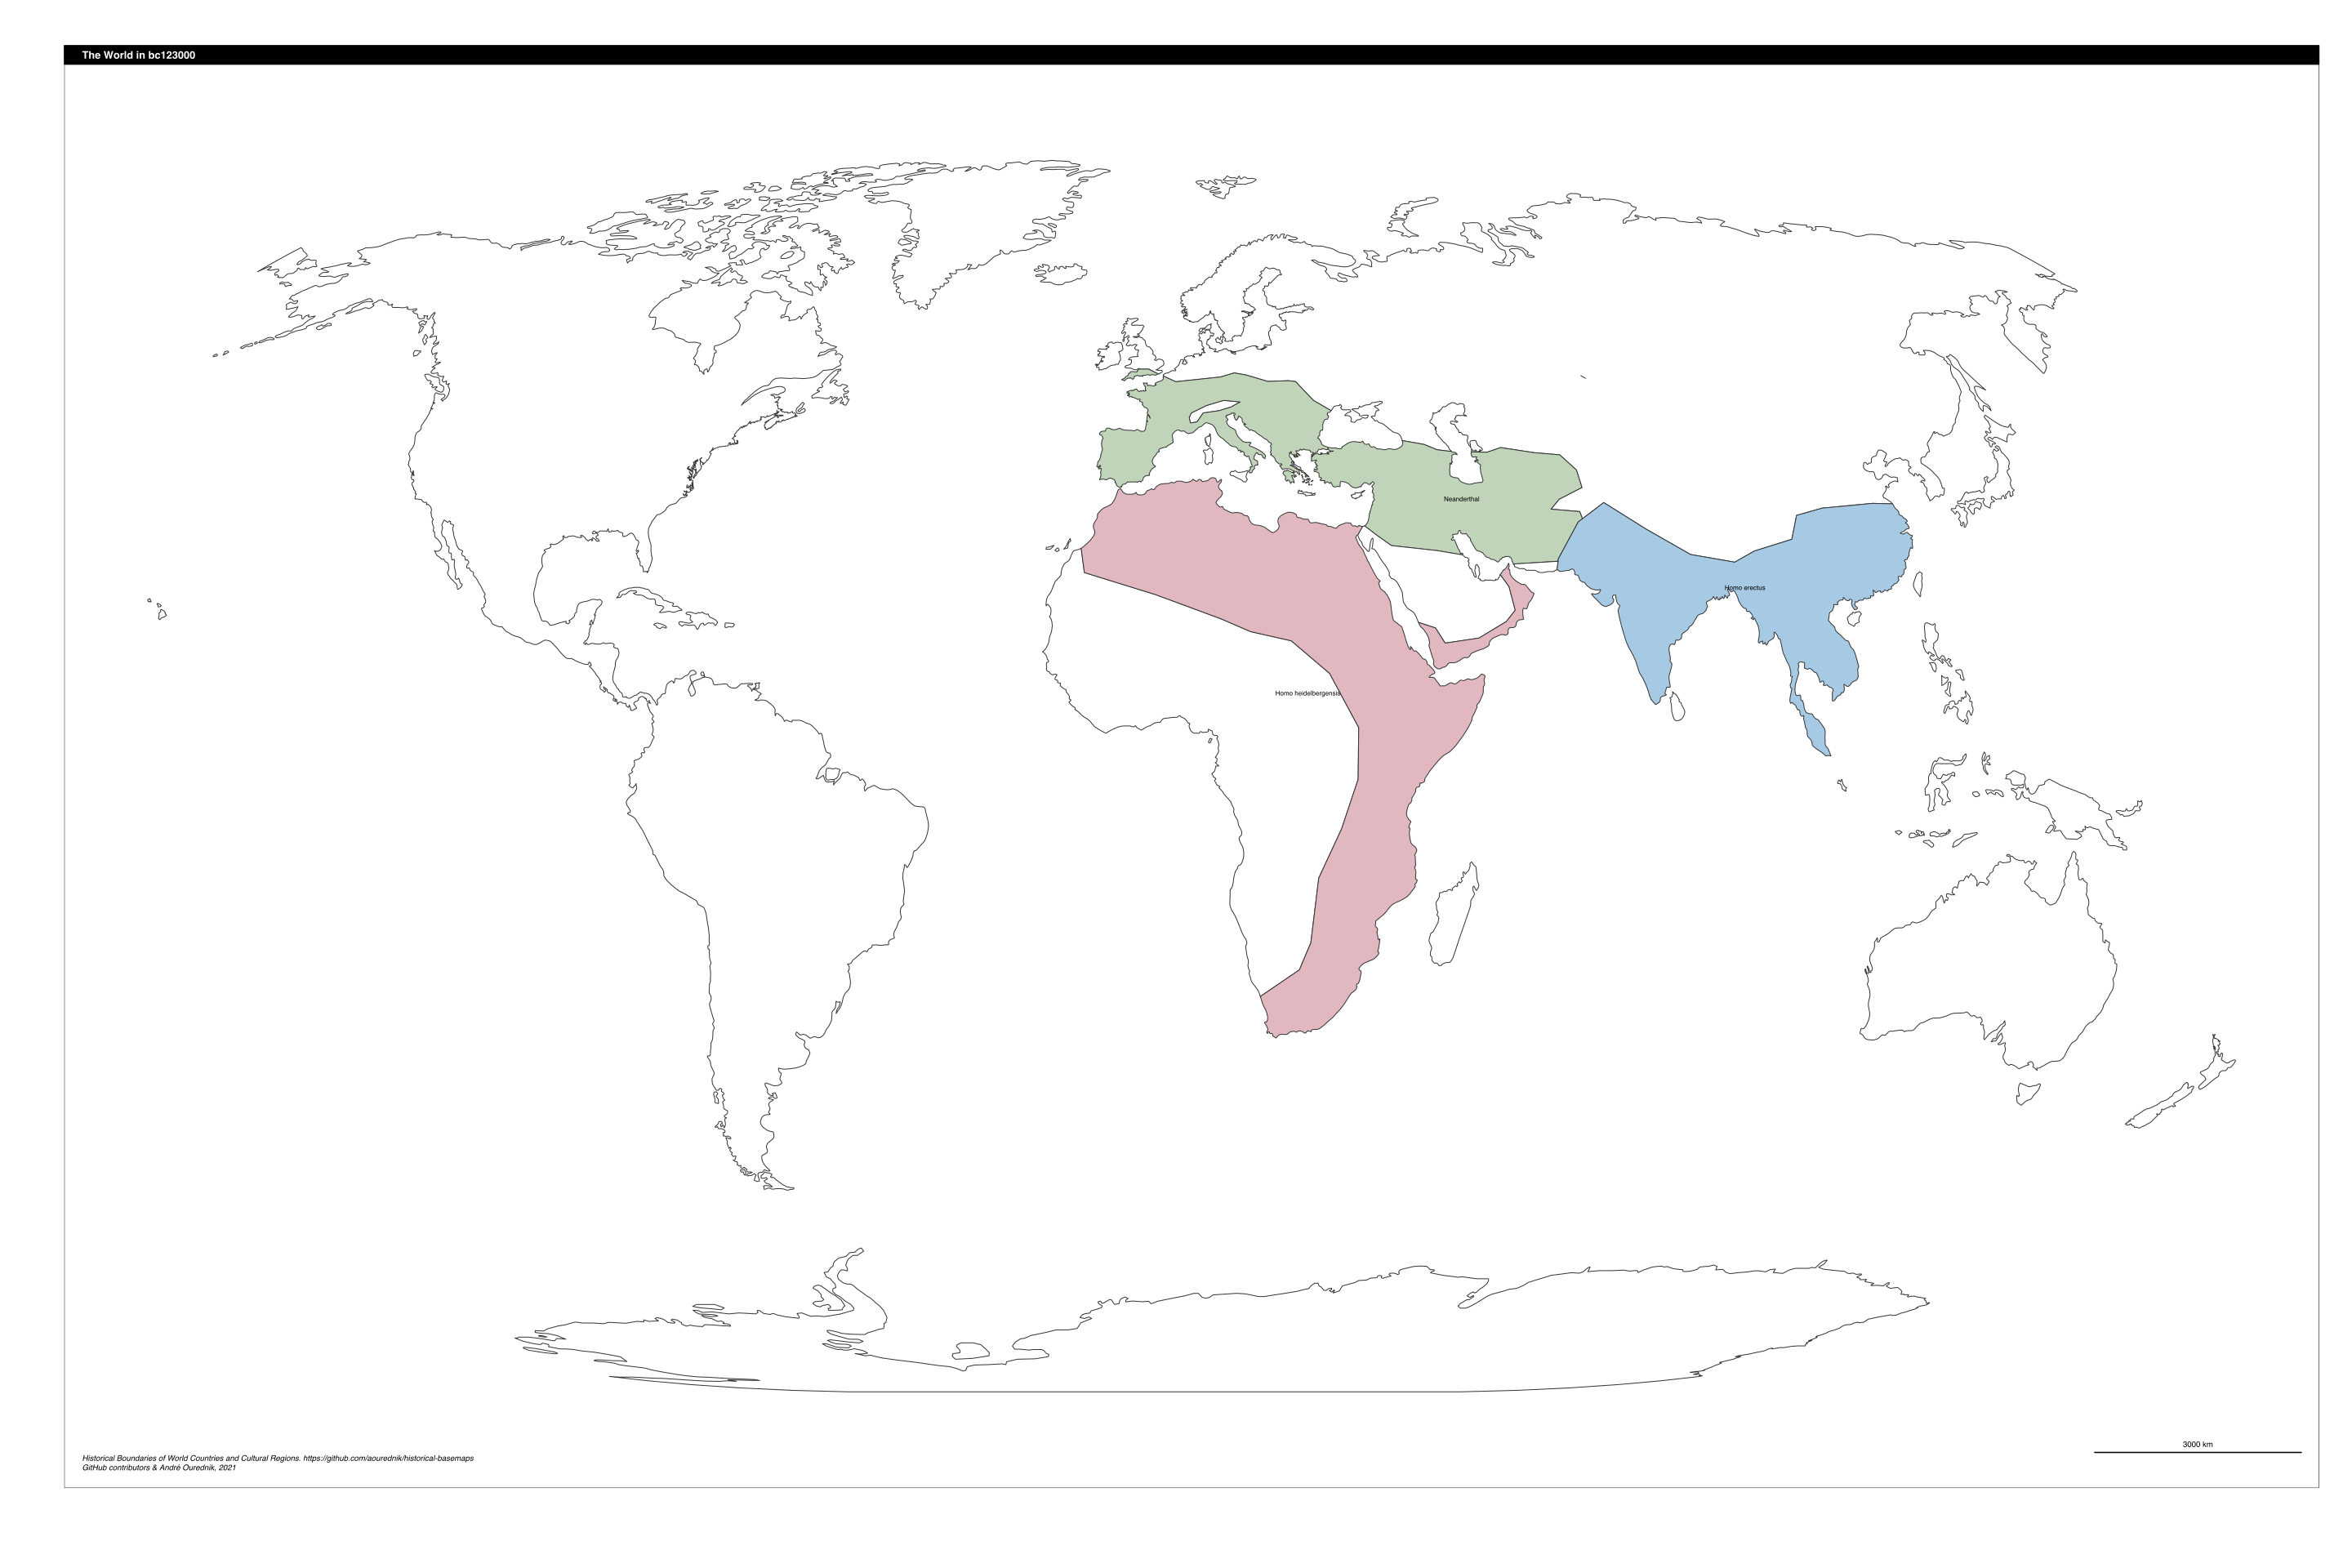 The World in bc123000
Neanderthal
Homo erectus
Homo heidelbergensis
3000 km
Historical Boundaries of World Countries and Cultural Regions. https://github.com/aourednik/historical-basemaps
GitHub contributors & André Ourednik, 2021